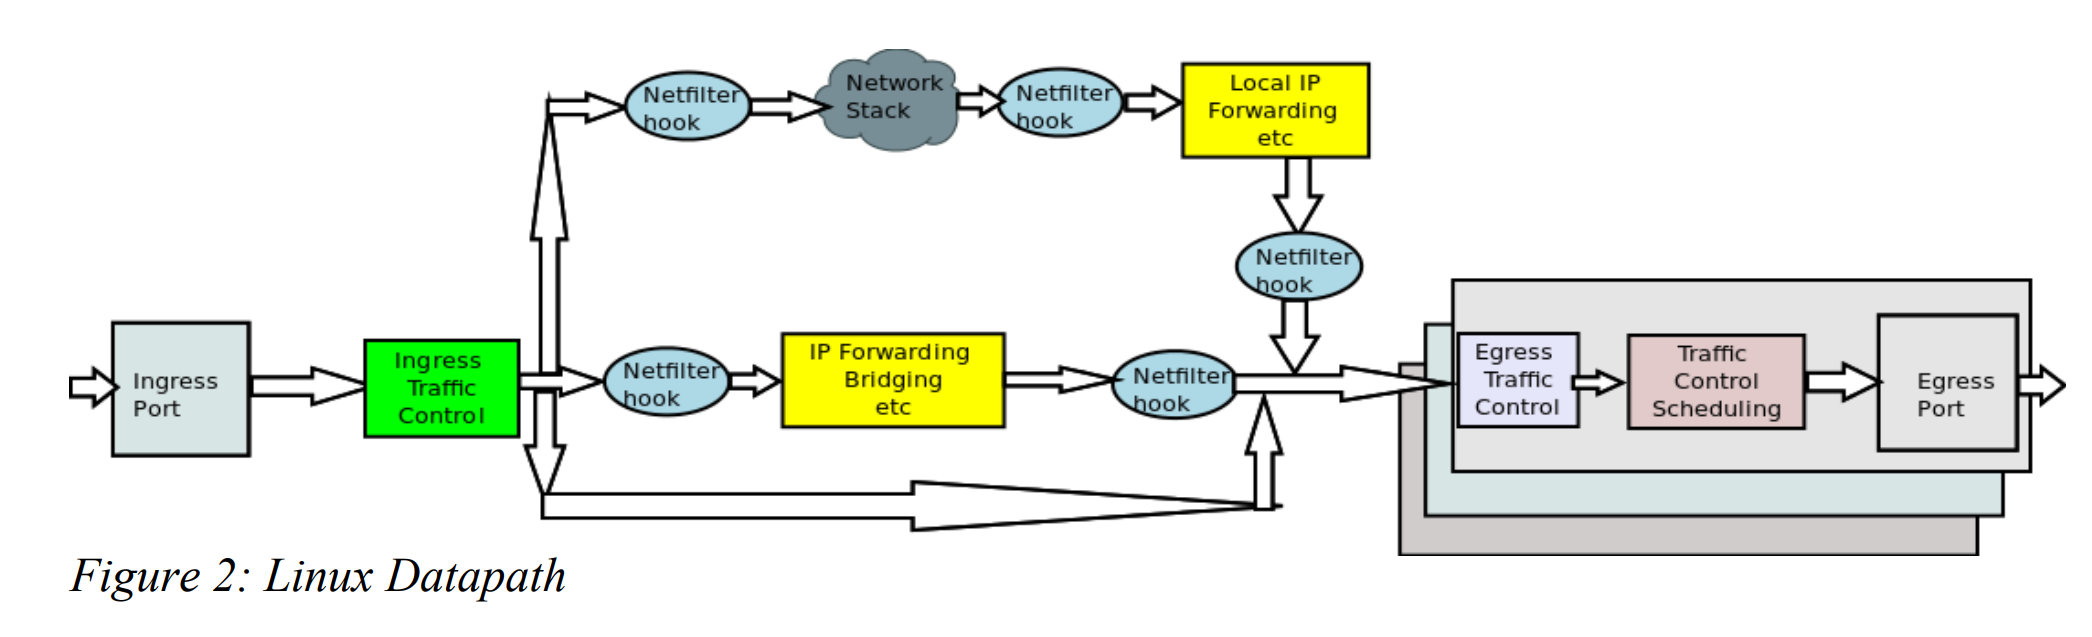 Netfilter
hook
Network
Stack
Netfilter
hook
Local IP
Forwarding
etc
Netfilter
hook
Ingress
Port
Ingress
Traffic
Control
Netfilter
hook
IP Forwarding
Bridging
etc
Netfilter
hook
Egress
Traffic
Control
Traffic
Control
Scheduling
Egress
Port
Figure 2: Linux Datapath